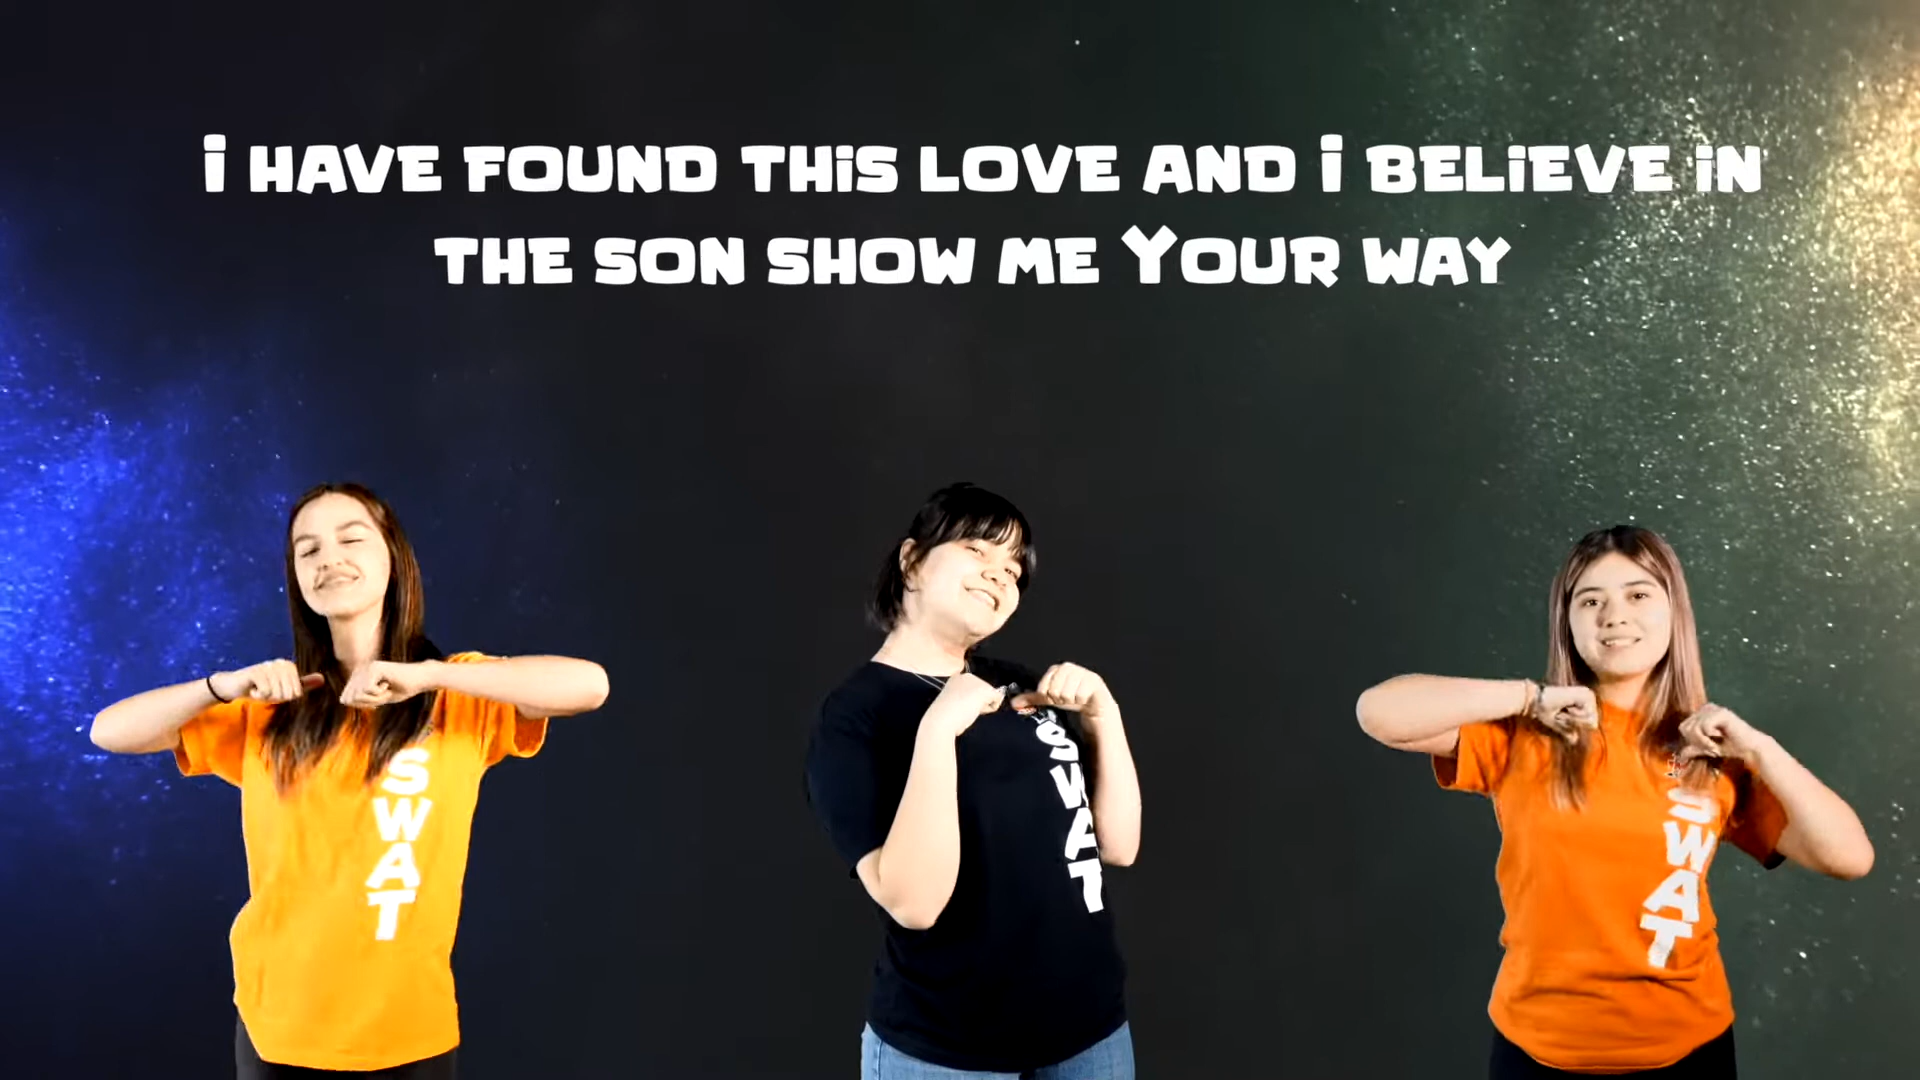 I HAVE FOUND THIS LOVE AND I BELIEVE IN
THE SON SHOW ME YOUR WAY
SWAT
SWAT
SWAT